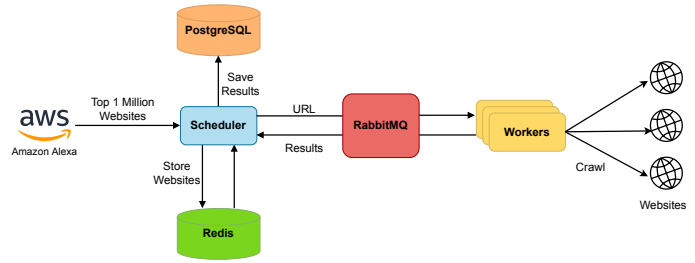 PostgreSQL
Save
Results
aws
Amazon Alexa
Top 1 Million
Websites
Scheduler
URL
Results
RabbitMQ
Workers
Crawl
Websites
Store
Websites
Redis